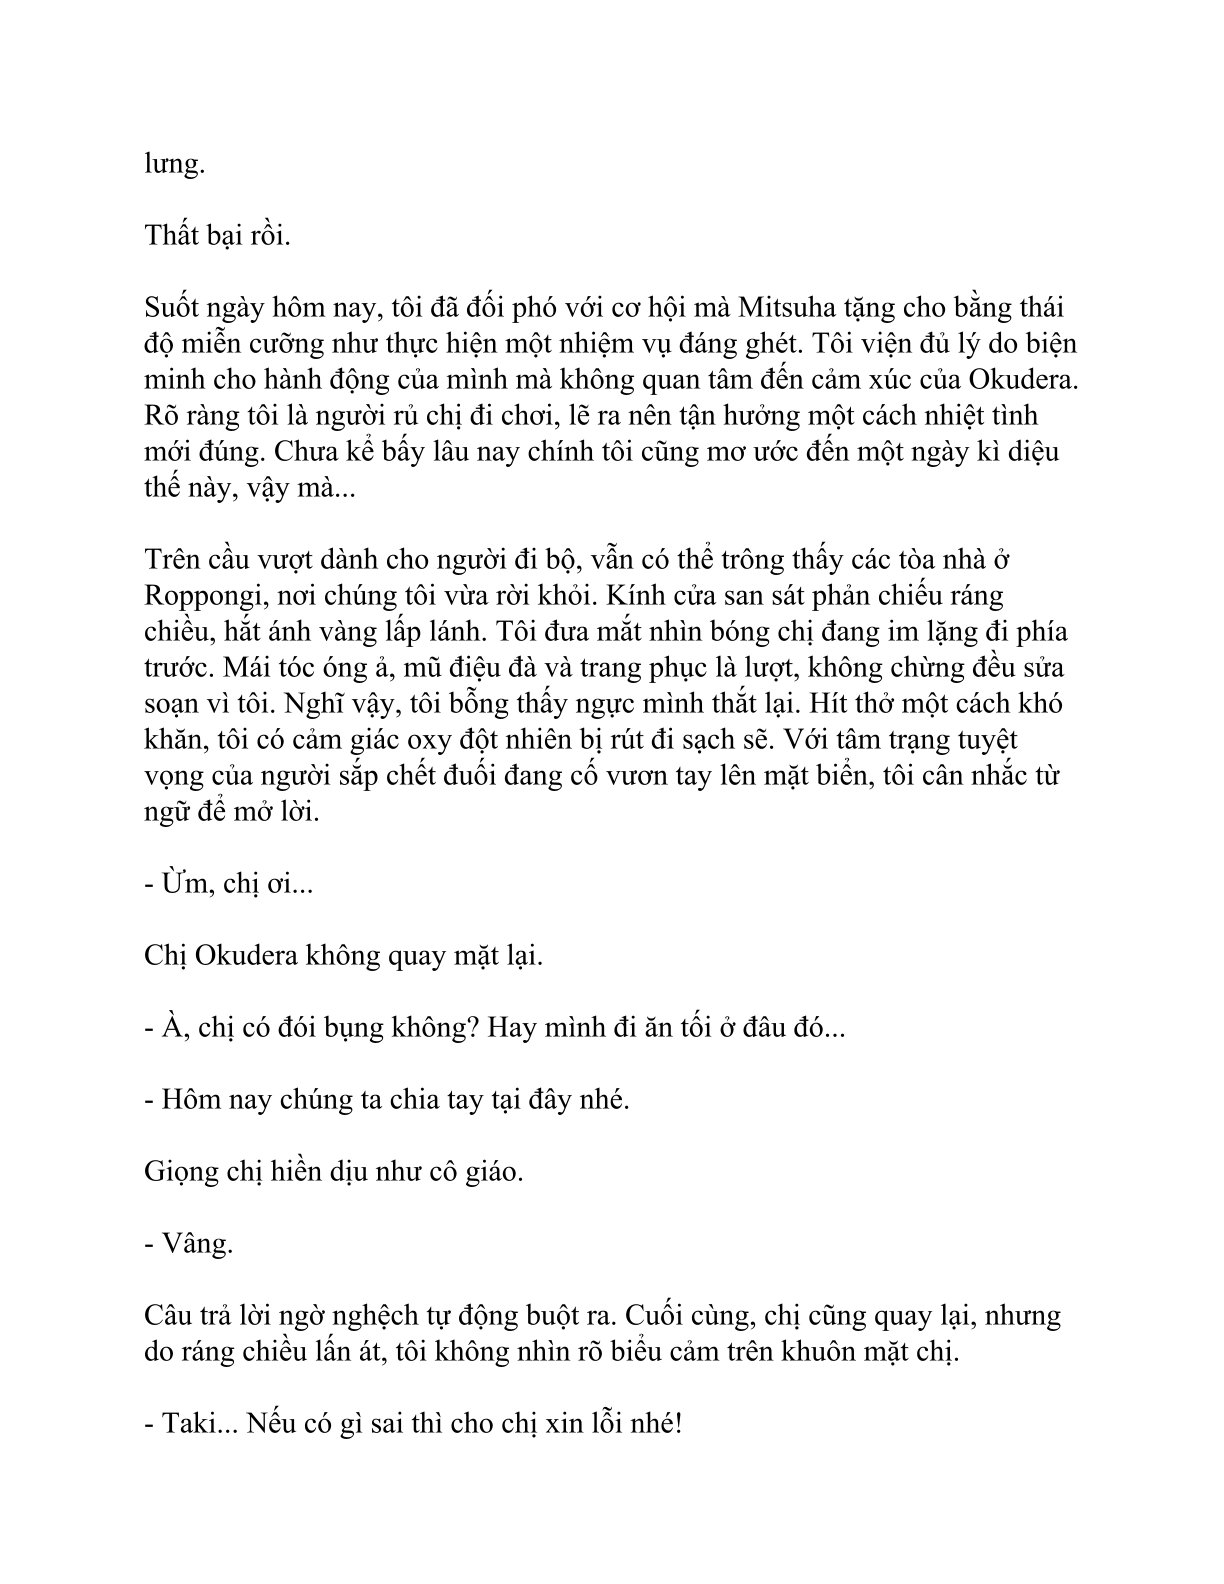 lưng.
Thất bại rồi.
Suốt ngày hôm nay, tôi đã đối phó với cơ hội mà Mitsuha tặng cho bằng thái
độ miễn cưỡng như thực hiện một nhiệm vụ đáng ghét. Tôi viện đủ lý do biện
minh cho hành động của mình mà không quan tâm đến cảm xúc của Okudera.
Rõ ràng tôi là người rủ chị đi chơi, lẽ ra nên tận hưởng một cách nhiệt tình
mới đúng. Chưa kể bấy lâu nay chính tôi cũng mơ ước đến một ngày kì diệu
thế này, vậy mà...
Trên cầu vượt dành cho người đi bộ, vẫn có thể trông thấy các tòa nhà ở
Roppongi, nơi chúng tôi vừa rời khỏi. Kính cửa san sát phản chiếu ráng
chiều, hắt ánh vàng lấp lánh. Tôi đưa mắt nhìn bóng chị đang im lặng đi phía
trước. Mái tóc óng ả, mũ điệu đà và trang phục là lượt, không chừng đều sửa
soạn vì tôi. Nghĩ vậy, tôi bỗng thấy ngực mình thắt lại. Hít thở một cách khó
khăn, tôi có cảm giác oxy đột nhiên bị rút đi sạch sẽ. Với tâm trạng tuyệt
vọng của người sắp chết đuối đang cố vươn tay lên mặt biển, tôi cân nhắc từ
ngữ để mở lời.
- Ừm, chị ơi...
Chị Okudera không quay mặt lại.
- À, chị có đói bụng không? Hay mình đi ăn tối ở đâu đó...
- Hôm nay chúng ta chia tay tại đây nhé.
Giọng chị hiền dịu như cô giáo.
- Vâng.
Câu trả lời ngờ nghệch tự động buột ra. Cuối cùng, chị cũng quay lại, nhưng
do ráng chiều lấn át, tôi không nhìn rõ biểu cảm trên khuôn mặt chị.
- Taki... Nếu có gì sai thì cho chị xin lỗi nhé!